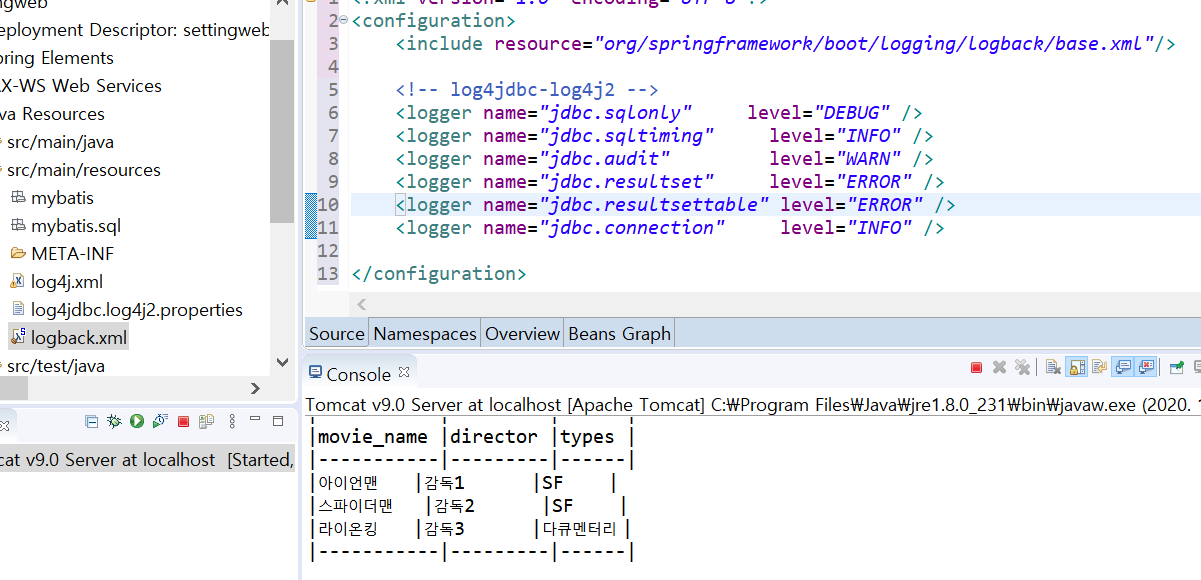 ngweb
eployment Descriptor: settingweb
pring Elements
AX-WS Web Services
va Resources
src/main/java
src/main/resources
mybatis
mybatis.sql
META-INF
log4j.xml
log4jdbc.log4j2.properties
logback.xml
src/test/java
cat v9.0 Server at localhost [Started,
2 <configuration>
3 <include resource="org/springframework/boot/logging/logback/base.xml"/>
4
5 <!-- log4jdbc-log4j2 -->
6 <logger name="jdbc.sqlonly" level="DEBUG" />
7 <logger name="jdbc.sqltiming" level="INFO" />
8 <logger name="jdbc.audit" level="WARN" />
9 <logger name="jdbc.resultset" level="ERROR" />
10 <logger name="jdbc.resultsettable" level="ERROR" />
11 <logger name="jdbc.connection" level="INFO" />
12
13 </configuration>
Source Namespaces Overview Beans Graph
Console
Tomcat v9.0 Server at localhost [Apache Tomcat] C:₩Program Files₩Java₩jre1.8.0_231₩bin₩javaw.exe (2020. 1
|movie_name |director |types |
|-----------|---------|------|
|아이언맨 |감독1 |SF |
|스파이더맨 |감독2 |SF |
|라이온킹 |감독3 |다큐멘터리 |
|-----------|---------|------|